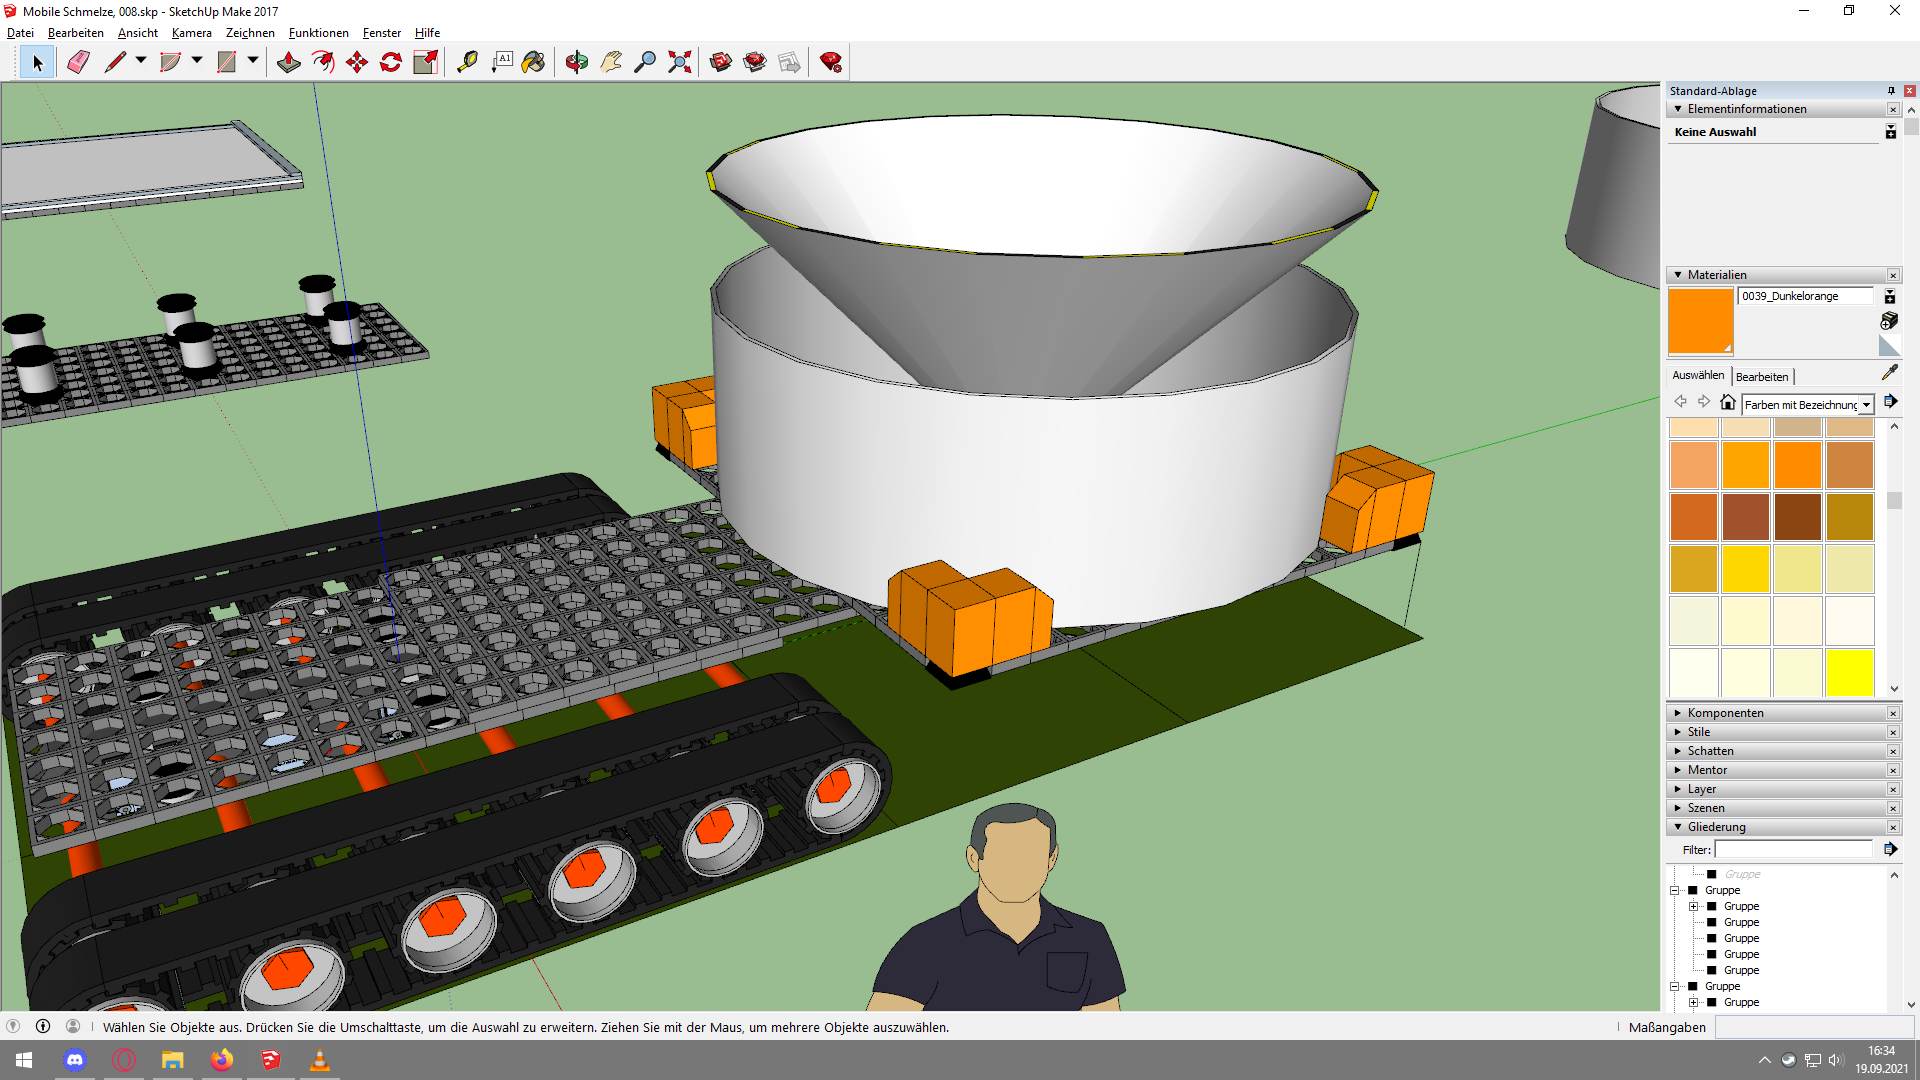 Mobile Schmelze, 008.skp - SketchUp Make 2017
Datei Bearbeiten Ansicht Kamera Zeichnen Funktionen Fenster Hilfe
A1
Standard-Ablage
Elementinformationen
Keine Auswahl
Materialien
0039_Dunkelorange
Auswählen Bearbeiten
Farben mit Bezeichnung
Komponenten
Stile
Schatten
Mentor
Layer
Szenen
Gliederung
Filter:
Gruppe
Gruppe
Gruppe
Gruppe
Gruppe
Gruppe
Gruppe
Gruppe
Gruppe
Wählen Sie Objekte aus. Drücken Sie die Umschalttaste, um die Auswahl zu erweitern. Ziehen Sie mit der Maus, um mehrere Objekte auszuwählen.
Maßangaben
16:34
19.09.2021